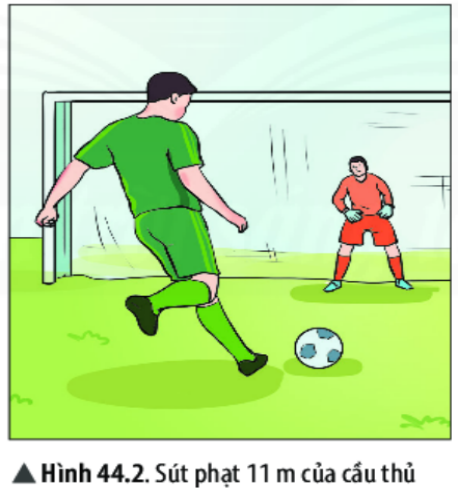 ▲ Hình 44.2. Sút phạt 11 m của cầu thủ